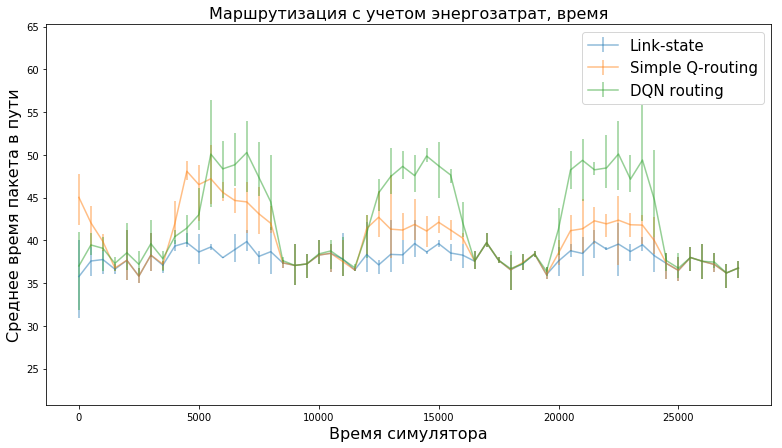 Маршрутизация с учетом энергозатрат, время
Link-state
Simple Q-routing
DQN routing
Среднее время пакета в пути
65
60
55
50
45
40
35
30
25
0 5000 10000 15000 20000 25000
Время симулятора